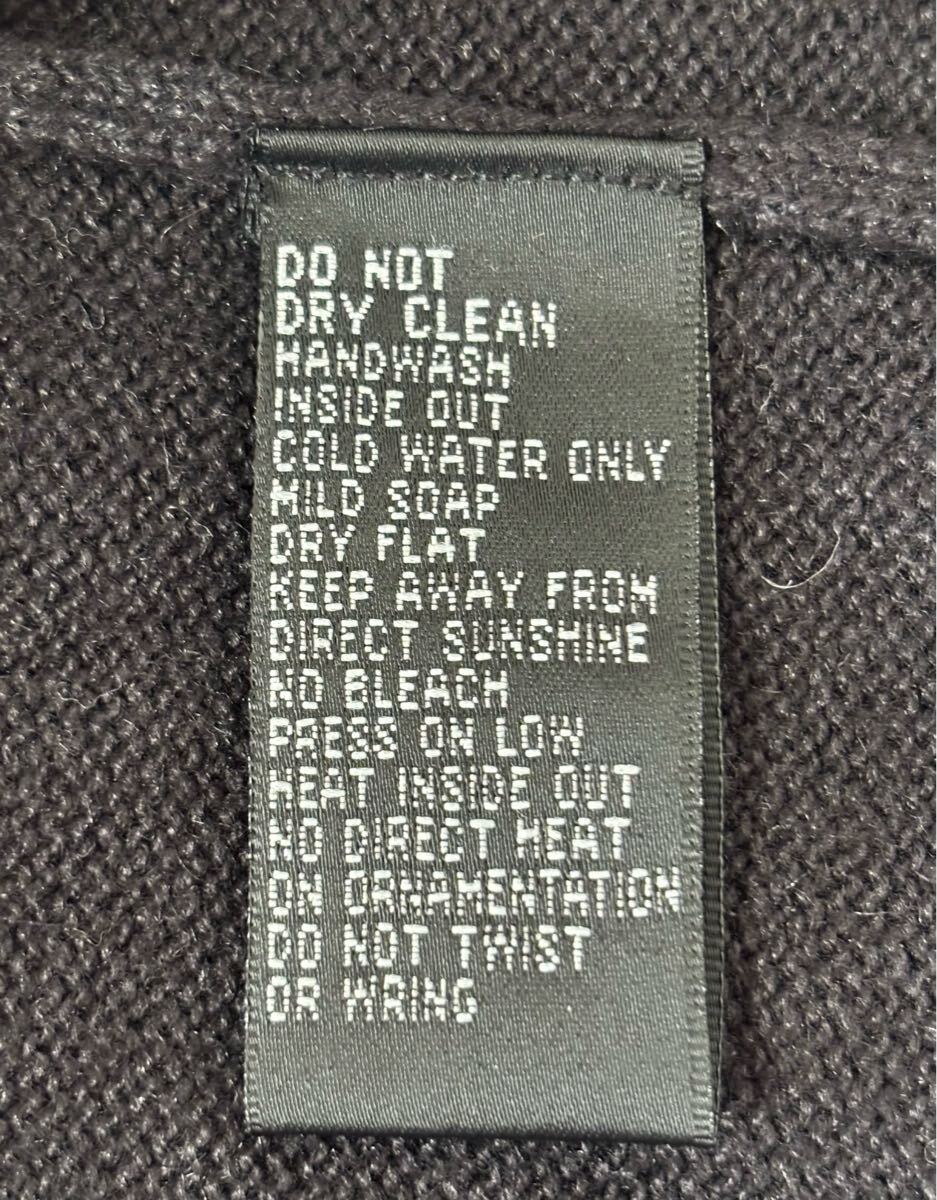 DO NOT
DRY CLEAN
HANDWASH
INSIDE OUT
COLD WATER ONLY
MILD SOAP
DRY FLAT
KEEP AWAY FROM
DIRECT SUNSHINE
NO BLEACH
PRESS ON LOW
HEAT INSIDE OUT
NO DIRECT HEAT
ON ORNAMENTATION
DO NOT TWIST
OR WRING